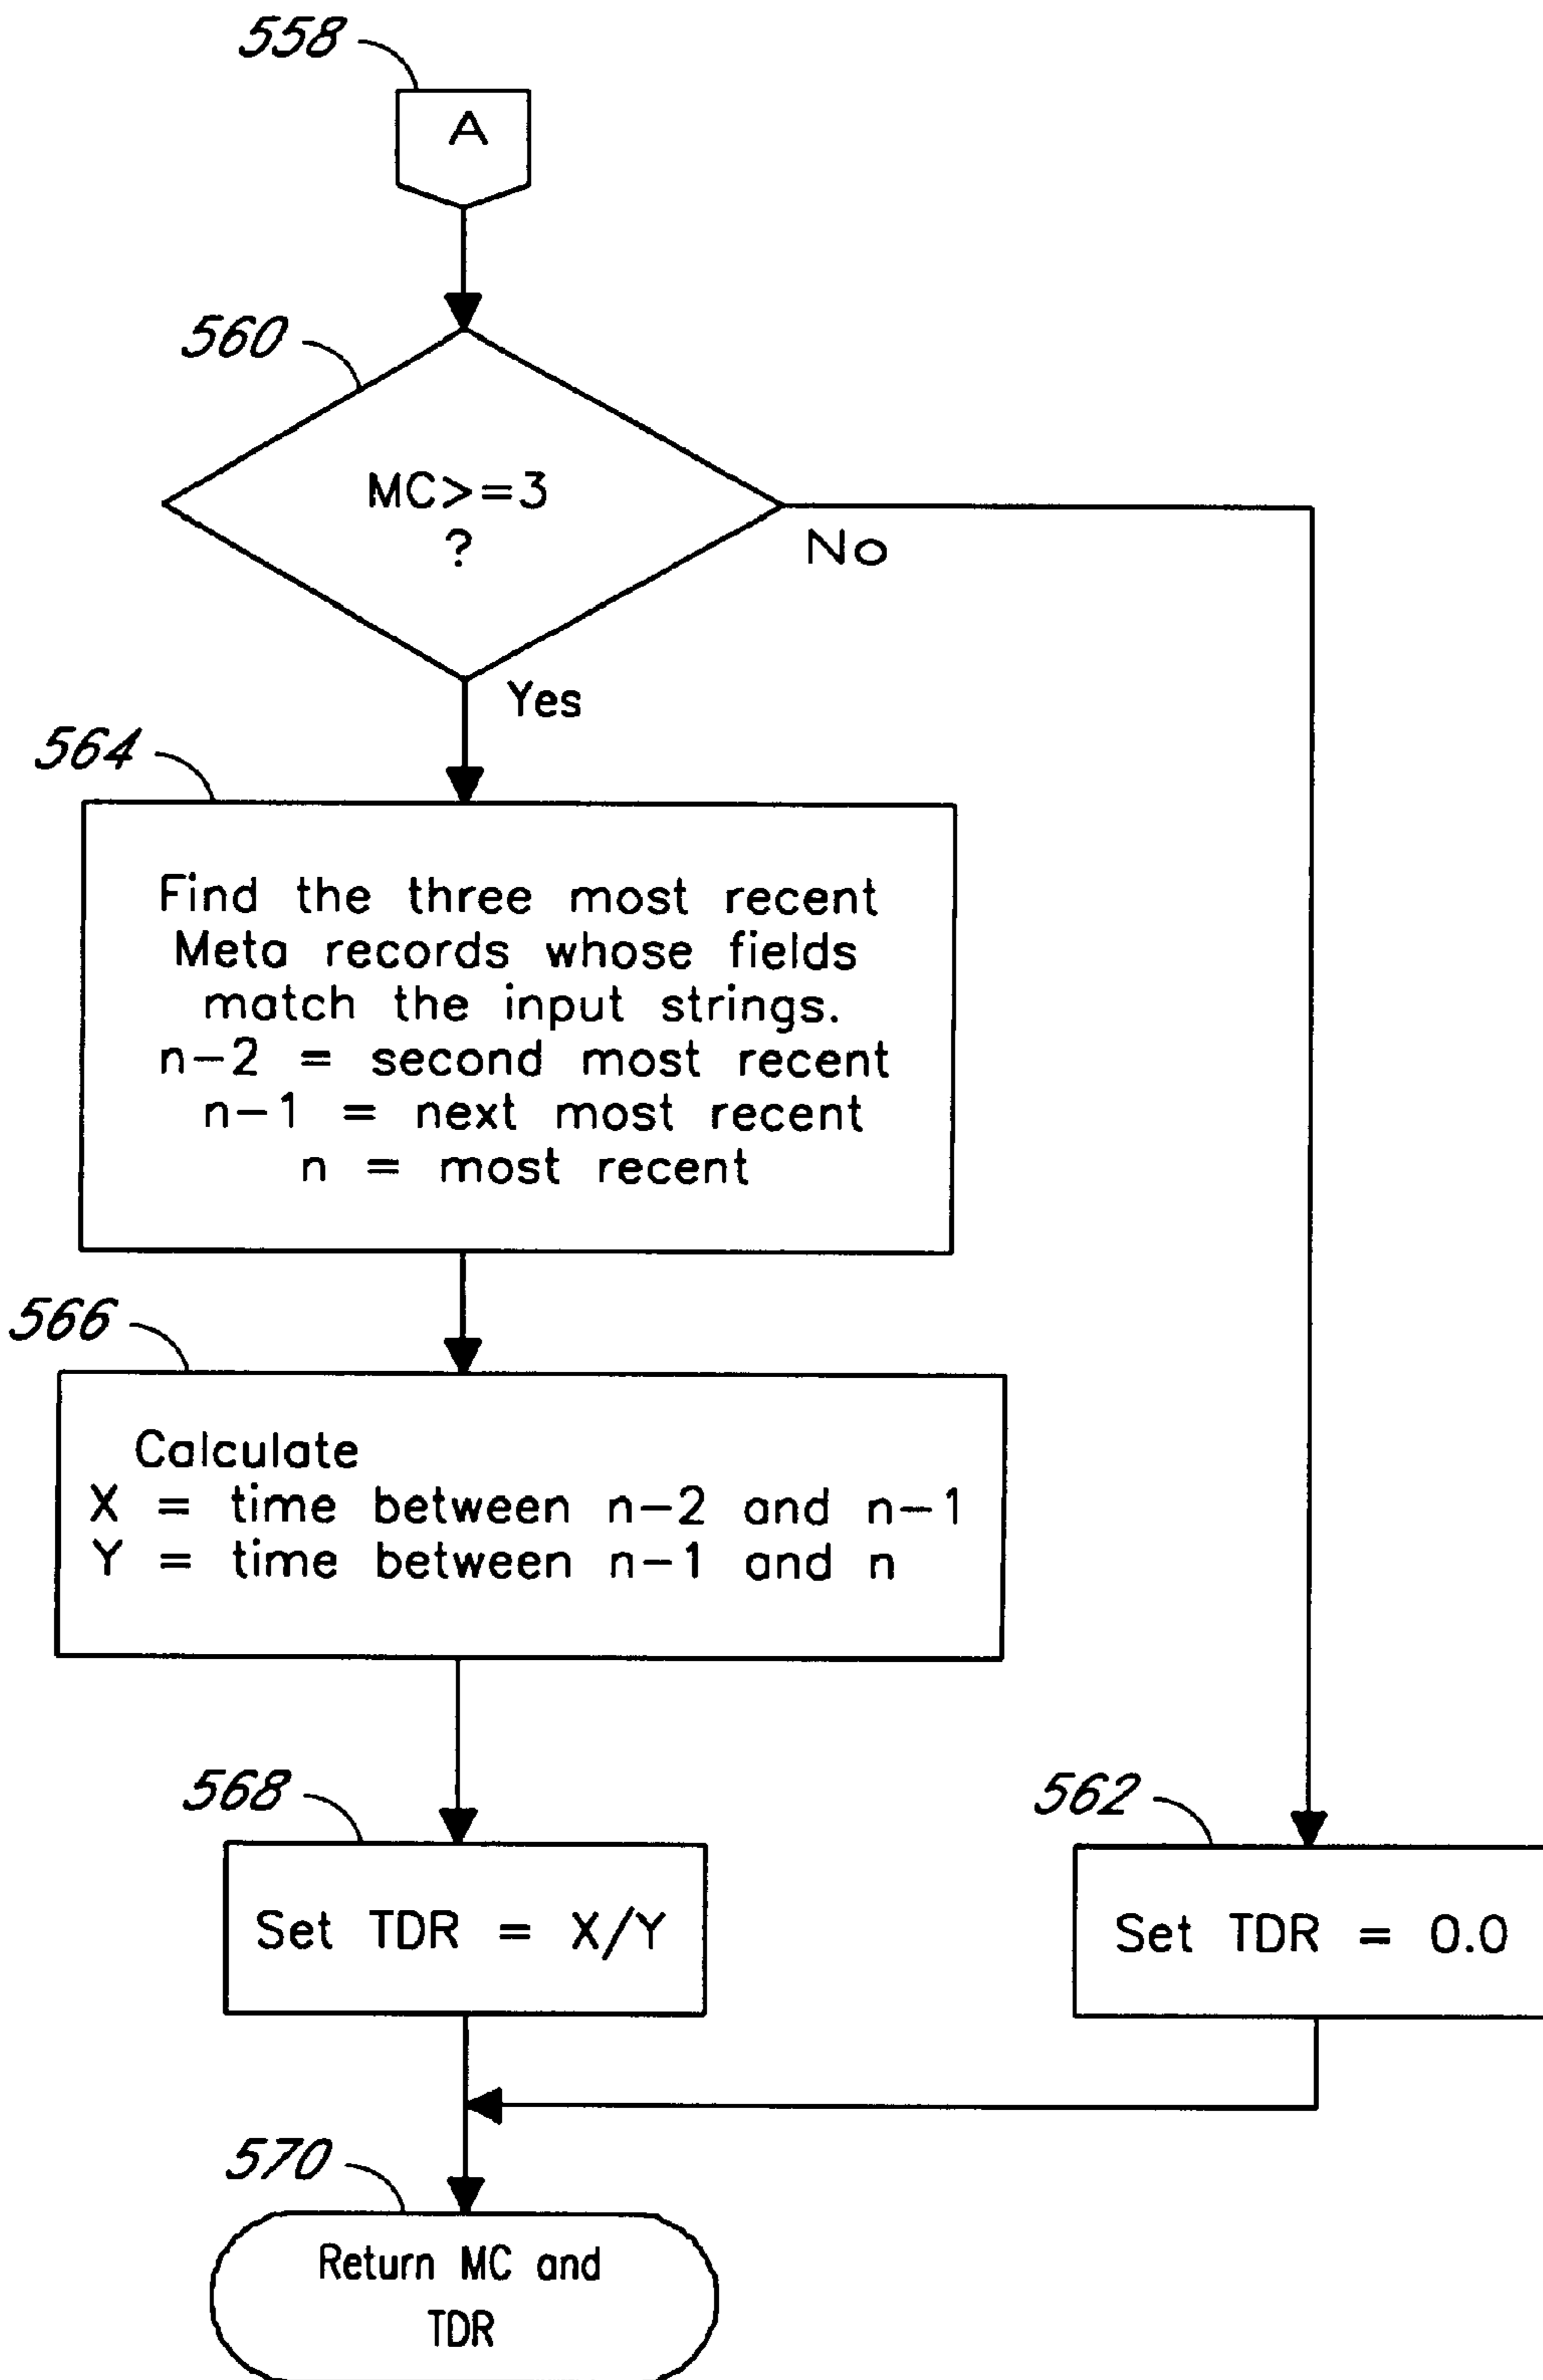 558
A
560
MC>=3
?
No
Yes
564
Find the three most recent
Meta records whose fields
match the input strings.
n-2 = second most recent
n-1 = next most recent
n = most recent
566
Calculate
X = time between n-2 and n-1
Y = time between n-1 and n
568
Set TDR = X/Y
562
Set TDR = 0.0
570
Return MC and
TDR